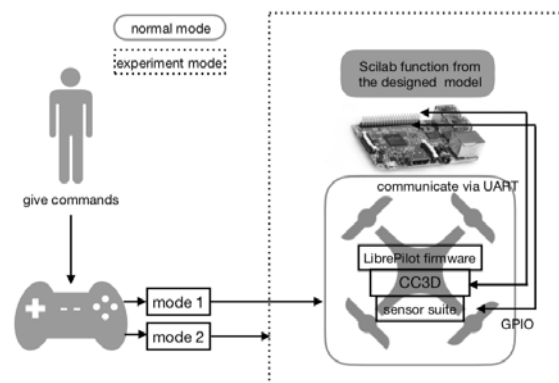 normal mode
experiment mode
Scilab function from
the designed model
give commands
communicate via UART
LibrePilot firmware
CC3D
sensor suite
GPIO
mode 1
mode 2